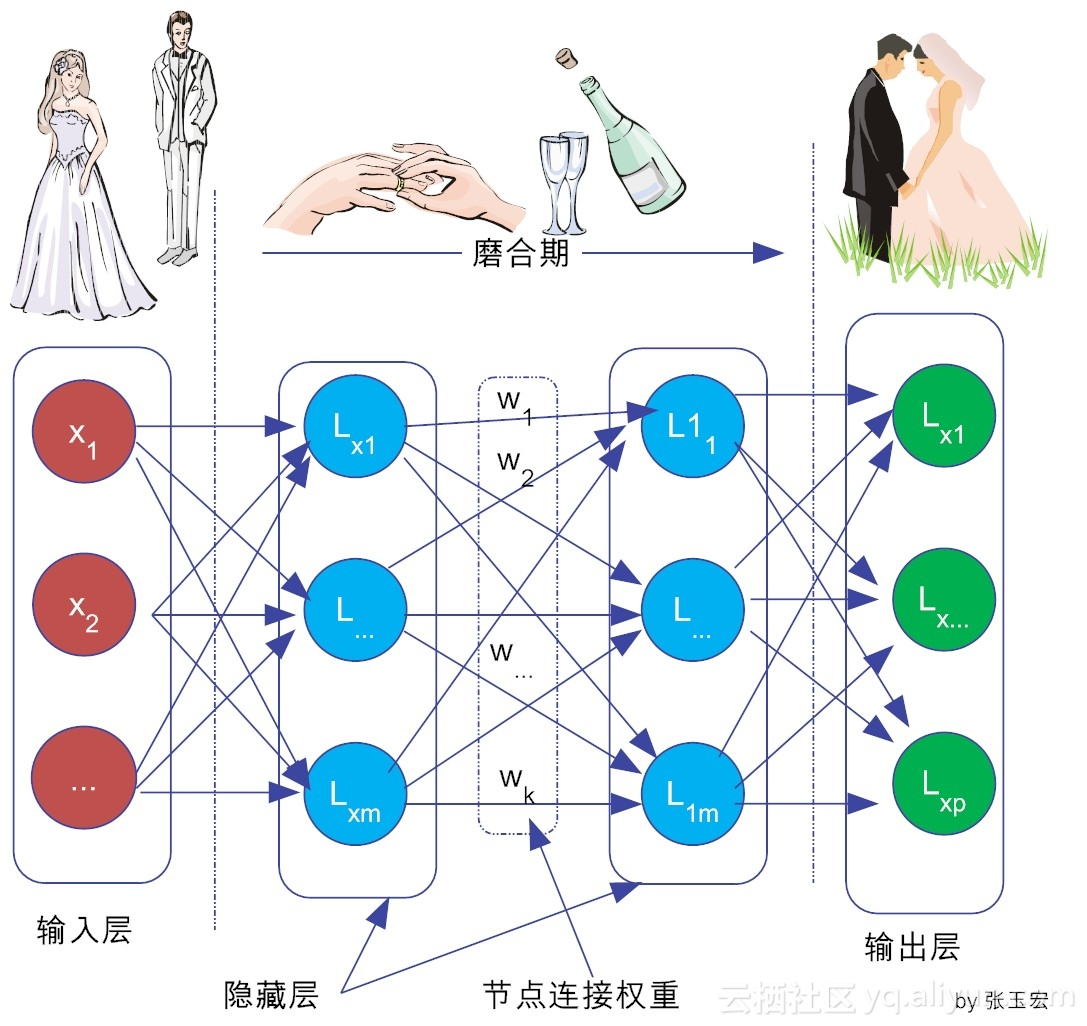 磨合期
x1
x2
...
Lx1
L...
Lxm
w1
w2
w...
wk
L11
L...
L1m
Lx1
Lx...
Lxp
输入层
输出层
隐藏层
节点连接权重
云栖社区 yq.aliyun.com
by 张玉宏